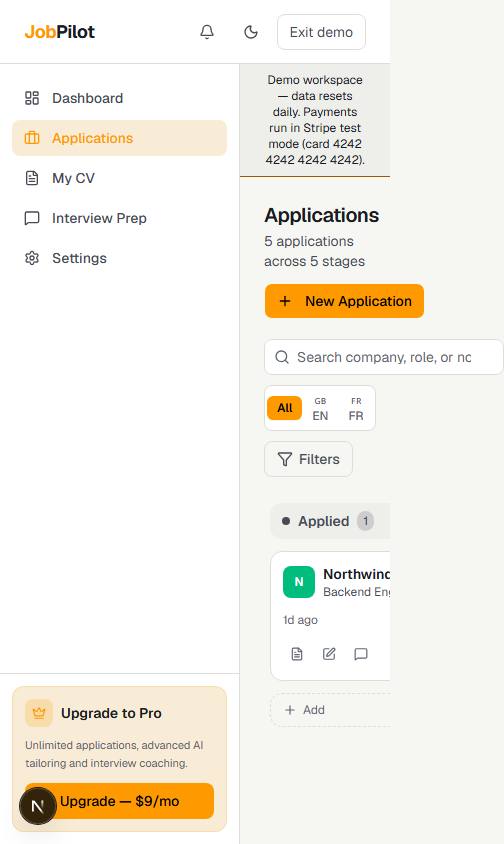 JobPilot
Exit demo
Dashboard
Applications
My CV
Interview Prep
Settings
Upgrade to Pro
Unlimited applications, advanced AI
tailoring and interview coaching.
Upgrade — $9/mo
N
Demo workspace
— data resets
daily. Payments
run in Stripe test
mode (card 4242
4242 4242 4242).
Applications
5 applications
across 5 stages
New Application
Search company, role, or nc
All
GB
EN
FR
FR
Filters
Applied 1
N
Northwind
Backend Eng
1d ago
Add